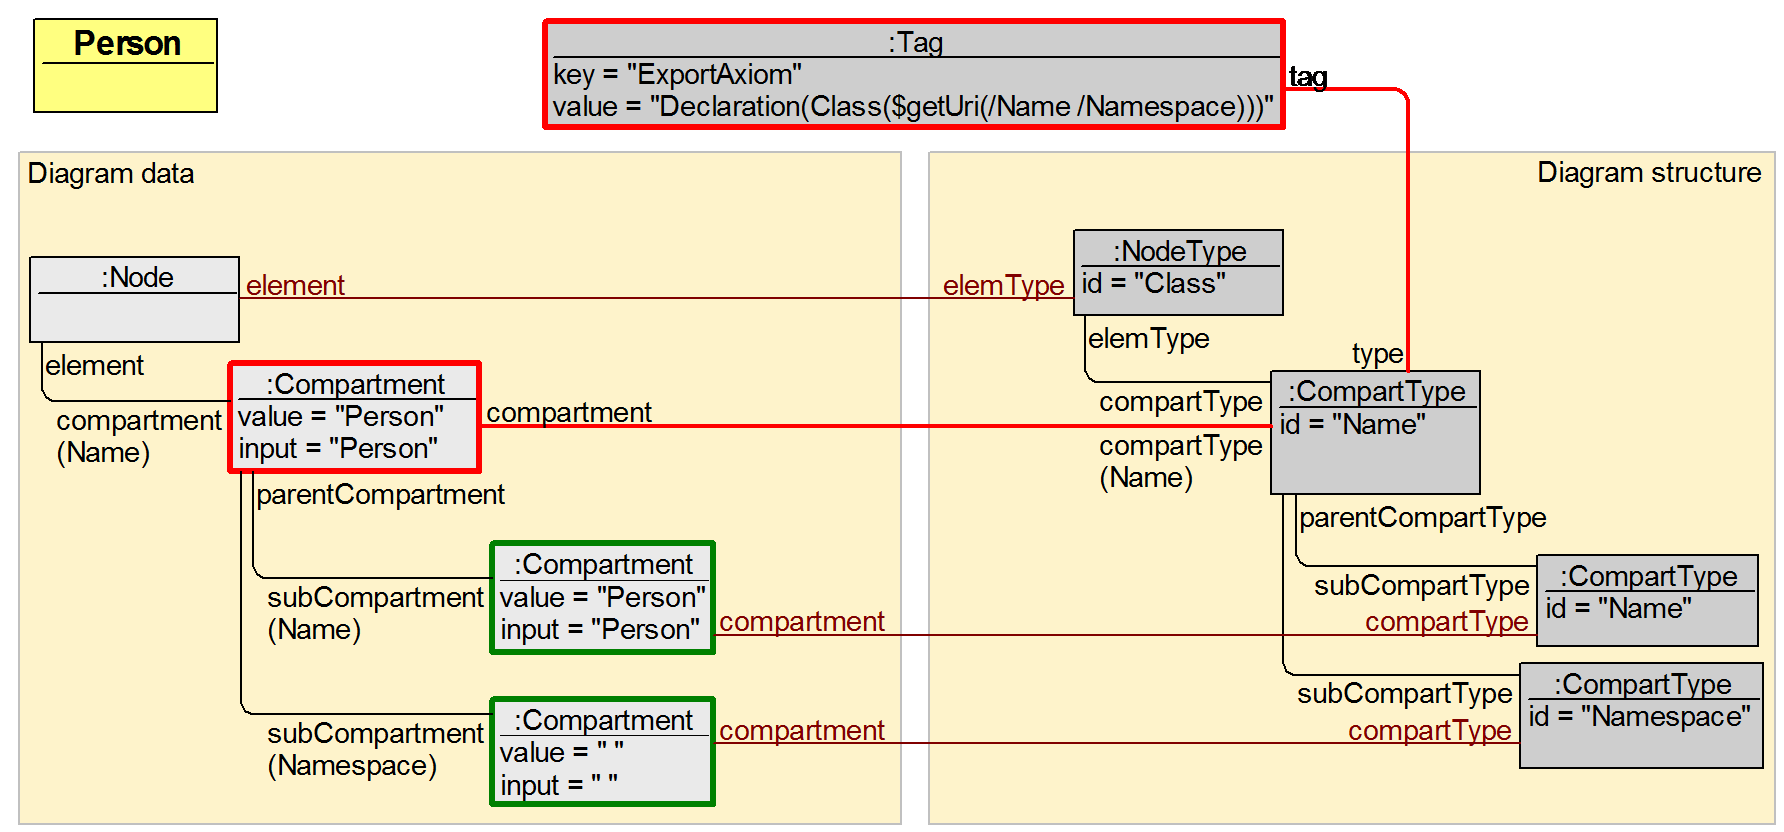 Person
:Tag
key = "ExportAxiom"
value = "Declaration(Class($getUri(/Name /Namespace)))"
tag
Diagram data
Diagram structure
:Node
element
elemType
:NodeType
id = "Class"
element
elemType
type
compartment
(Name)
:Compartment
value = "Person"
input = "Person"
compartment
compartType
compartType
(Name)
:CompartType
id = "Name"
parentCompartment
parentCompartType
subCompartment
(Name)
:Compartment
value = "Person"
input = "Person"
compartment
subCompartType
compartType
:CompartType
id = "Name"
subCompartment
(Namespace)
:Compartment
value = " "
input = " "
compartment
subCompartType
compartType
:CompartType
id = "Namespace"